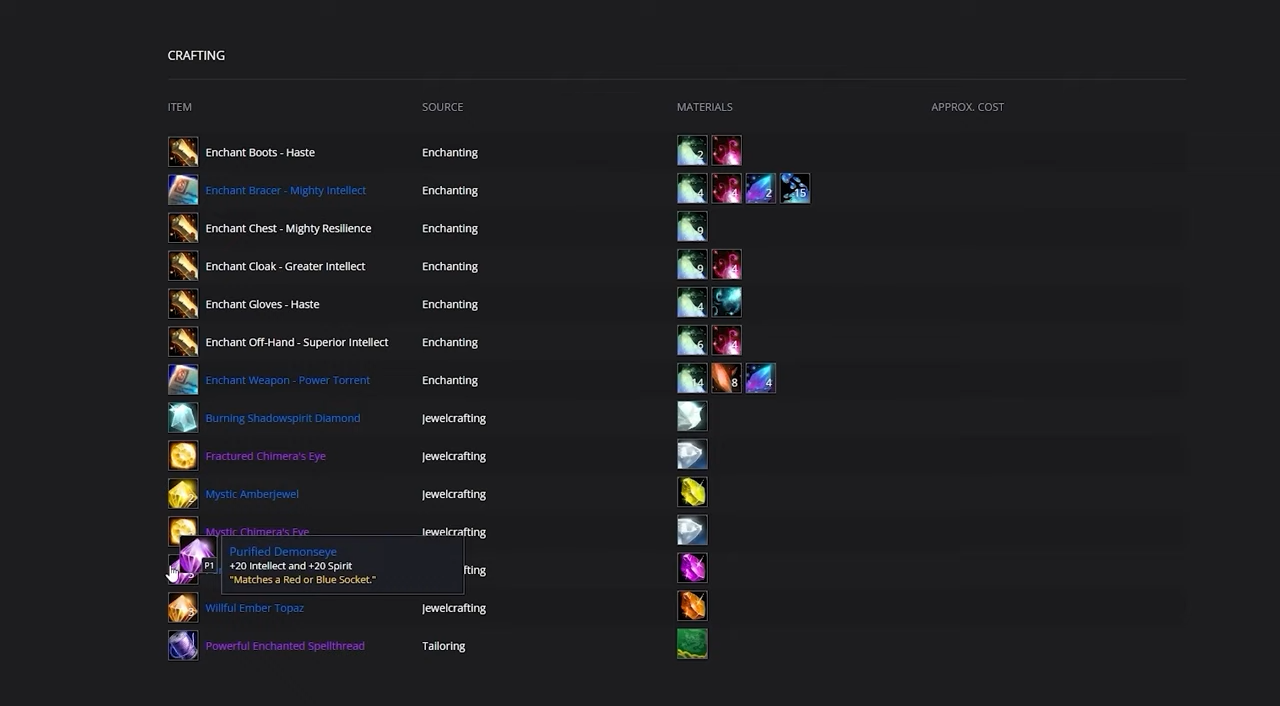 CRAFTING
ITEM SOURCE MATERIALS APPROX. COST
Enchant Boots - Haste Enchanting 2
Enchant Bracer - Mighty Intellect Enchanting 4 4 2 15
Enchant Chest - Mighty Resilience Enchanting 9
Enchant Cloak - Greater Intellect Enchanting 9 4
Enchant Gloves - Haste Enchanting 4
Enchant Off-Hand - Superior Intellect Enchanting 6 4
Enchant Weapon - Power Torrent Enchanting 14 8 4
Burning Shadowspirit Diamond Jewelcrafting
Fractured Chimera's Eye Jewelcrafting
Mystic Amberjewel Jewelcrafting
2
Mystic Chimera's Eye Jewelcrafting
Purified Demonseye
P1 +20 Intellect and +20 Spirit
"Matches a Red or Blue Socket."
fting
Willful Ember Topaz Jewelcrafting
3
Powerful Enchanted Spellthread Tailoring